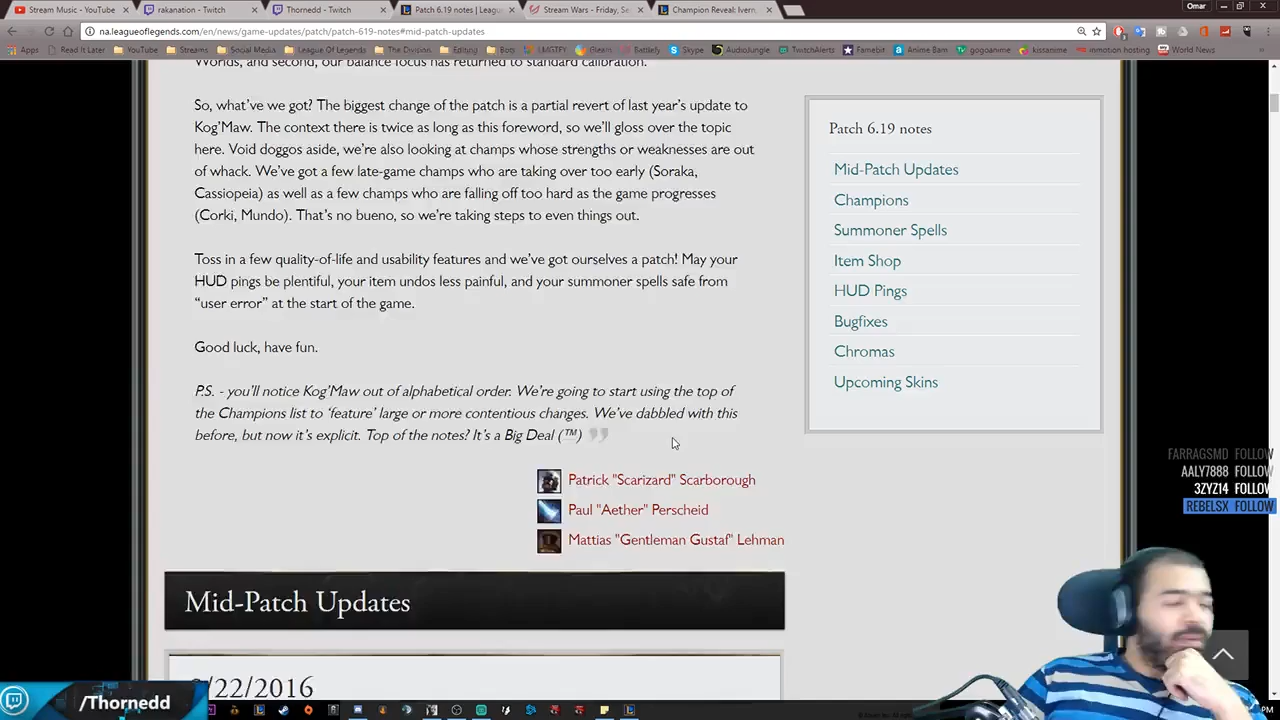 Stream Music - YouTube
rakanation - Twitch
Thornedd - Twitch
Patch 6.19 notes | Leagu
Stream Wars - Friday, Se
Champion Reveal: Ivern,
Omar
na.leagueoflegends.com/en/news/game-updates/patch/patch-619-notes#mid-patch-updates
Apps Read It Later YouTube Streams Social Media League Of Legends The Division Editing Boty LMGTFY Gleam Battlefy Skype AudioJungle TwitchAlerts Famebit Anime Bam gogoanime kissanime inmotion hosting World News
Worlds, and second, our balance focus has returned to standard calibration.
So, what've we got? The biggest change of the patch is a partial revert of last year's update to
Kog'Maw. The context there is twice as long as this foreword, so we'll gloss over the topic
here. Void doggos aside, we're also looking at champs whose strengths or weaknesses are out
of whack. We've got a few late-game champs who are taking over too early (Soraka,
Cassiopeia) as well as a few champs who are falling off too hard as the game progresses
(Corki, Mundo). That's no bueno, so we're taking steps to even things out.
Toss in a few quality-of-life and usability features and we've got ourselves a patch! May your
HUD pings be plentiful, your item undos less painful, and your summoner spells safe from
"user error" at the start of the game.
Good luck, have fun.
P.S. - you'll notice Kog'Maw out of alphabetical order. We're going to start using the top of
the Champions list to 'feature' large or more contentious changes. We've dabbled with this
before, but now it's explicit. Top of the notes? It's a Big Deal (™) ”
Patrick "Scarizard" Scarborough
Paul "Aether" Perscheid
Mattias "Gentleman Gustaf" Lehman
Mid-Patch Updates
/22/2016
Patch 6.19 notes
Mid-Patch Updates
Champions
Summoner Spells
Item Shop
HUD Pings
Bugfixes
Chromas
Upcoming Skins
FARRAGSMD FOLLOW
AALY7888 FOLLOW
3ZYZ14 FOLLOW
REBELSX FOLLOW
/Thornedd
PM